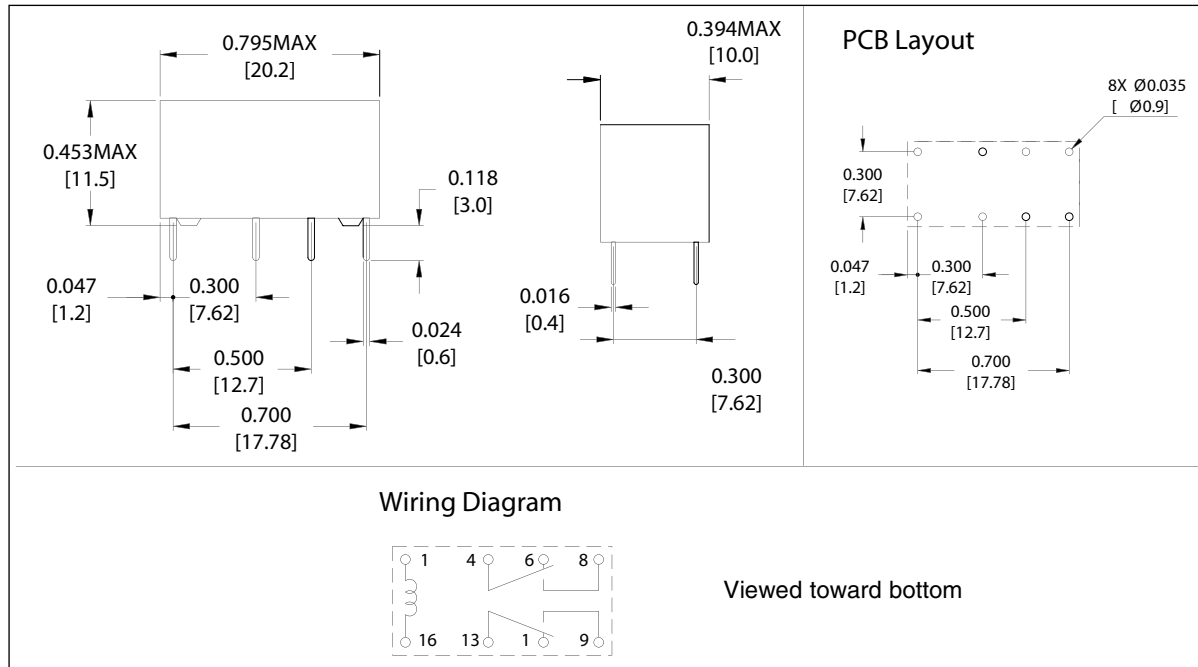 0.795MAX
[20.2]
0.453MAX
[11.5]
0.118
[3.0]
0.047
[1.2]
0.300
[7.62]
0.024
[0.6]
0.500
[12.7]
0.700
[17.78]
0.394MAX
[10.0]
0.016
[0.4]
0.300
[7.62]
PCB Layout
8X Ø0.035
[ Ø0.9]
0.300
[7.62]
0.047
[1.2]
0.300
[7.62]
0.500
[12.7]
0.700
[17.78]
Wiring Diagram
1 4 6 8
16 13 1 9
Viewed toward bottom